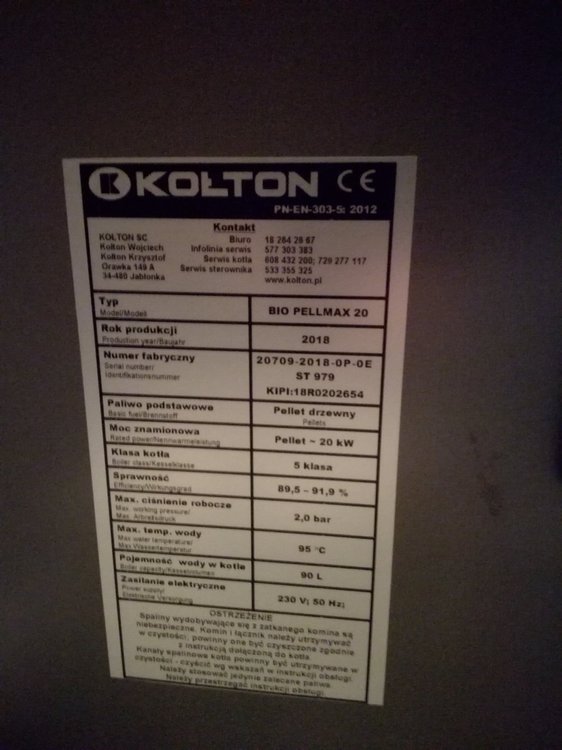 KOŁTON CE
PN-EN-303-5: 2012
Kontakt
KOŁTON SC
Kołton Wojciech
Kołton Krzysztof
Orawka 149 A
34-480 Jabłonka
Biuro 18 264 28 67
Infolinia serwis 577 303 383
Serwis kotła 608 432 200; 729 277 117
Serwis sterownika 533 355 325
www.kolton.pl
Typ
Model/Modell
BIO PELLMAX 20
Rok produkcji
Production year/Baujahr
2018
Numer fabryczny
Serial number/
Identifikationsnummer
20709-2018-0P-0E
ST 979
KIPI:18R0202654
Paliwo podstawowe
Basic fuel/Brennstoff
Pellet drzewny
Pellets
Moc znamionowa
Rated power/Nennwarmeleistung
Pellet ~ 20 kW
Klasa kotła
Boiler class/Kesselklasse
5 klasa
Sprawność
Efficiency/Wirkungsgrad
89,5 – 91,9 %
Max. ciśnienie robocze
Max. working pressure/
Max. Arbeitsdruck
2,0 bar
Max. temp. wody
Max water temperature/
Max Wassertemperatur
95 °C
Pojemność wody w kotle
Boiler capacity/Kesselvolumen
90 L
Zasilanie elektryczne
Power supply/
Elektrische Versorgung
230 V; 50 Hz;
OSTRZEŻENIE
Spaliny wydobywające się z zatkanego komina są
niebezpieczne. Komin i łącznik należy utrzymywać
w czystości; powinny one być czyszczone zgodnie
z instrukcją dołączoną do kotła.
Kanały spalinowe kotła powinny być utrzymywane w
czystości - czyścić wg wskazań w instrukcji obsługi.
Należy stosować jedynie zalecane paliwa.
Należy przestrzegać instrukcji obsługi.